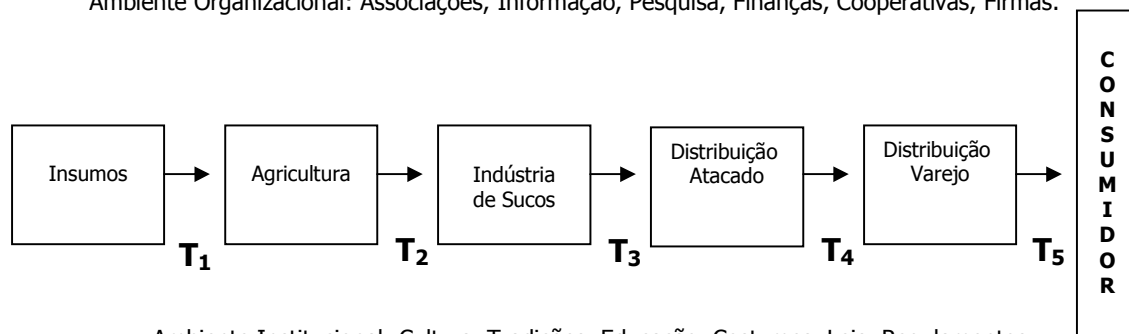 Ambiente Organizacional: Associações, Informação, Pesquisa, Finanças, Cooperativas, Firmas.
Insumos
Agricultura
Indústria
de Sucos
Distribuição
Atacado
Distribuição
Varejo
T1
T2
T3
T4
T5
C
O
N
S
U
M
I
D
O
R
Ambiente Institucional: Cultura, Tradições, Educação, Costumes, Leis, Regulamentos